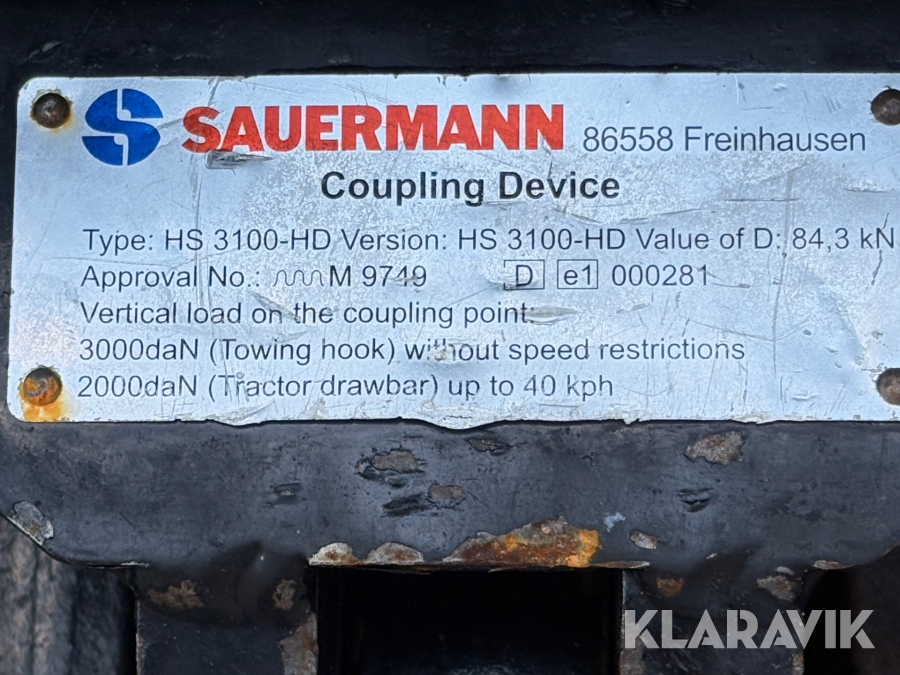 SAUERMANN 86558 Freinhausen
Coupling Device
Type: HS 3100-HD Version: HS 3100-HD Value of D: 84,3 kN
Approval No.: M 9749 D e1 000281
Vertical load on the coupling point:
3000daN (Towing hook) without speed restrictions
2000daN (Tractor drawbar) up to 40 kph
KLARAVIK